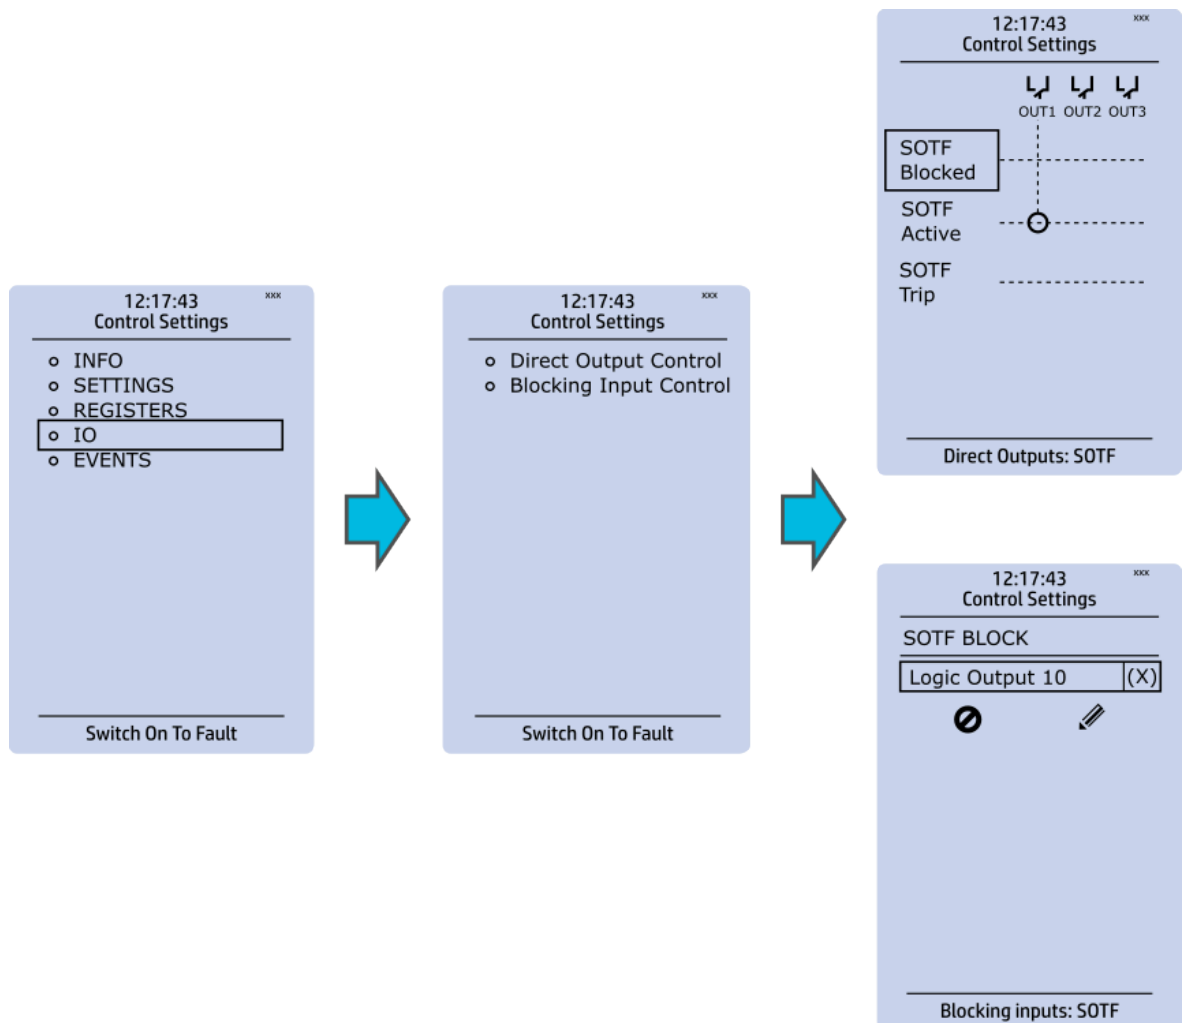 12:17:43 xxx
Control Settings
INFO
SETTINGS
REGISTERS
IO
EVENTS
Switch On To Fault
12:17:43 xxx
Control Settings
Direct Output Control
Blocking Input Control
Switch On To Fault
12:17:43 xxx
Control Settings
OUT1 OUT2 OUT3
SOTF
Blocked
SOTF
Active
SOTF
Trip
Direct Outputs: SOTF
12:17:43 xxx
Control Settings
SOTF BLOCK
Logic Output 10 (X)
Blocking inputs: SOTF